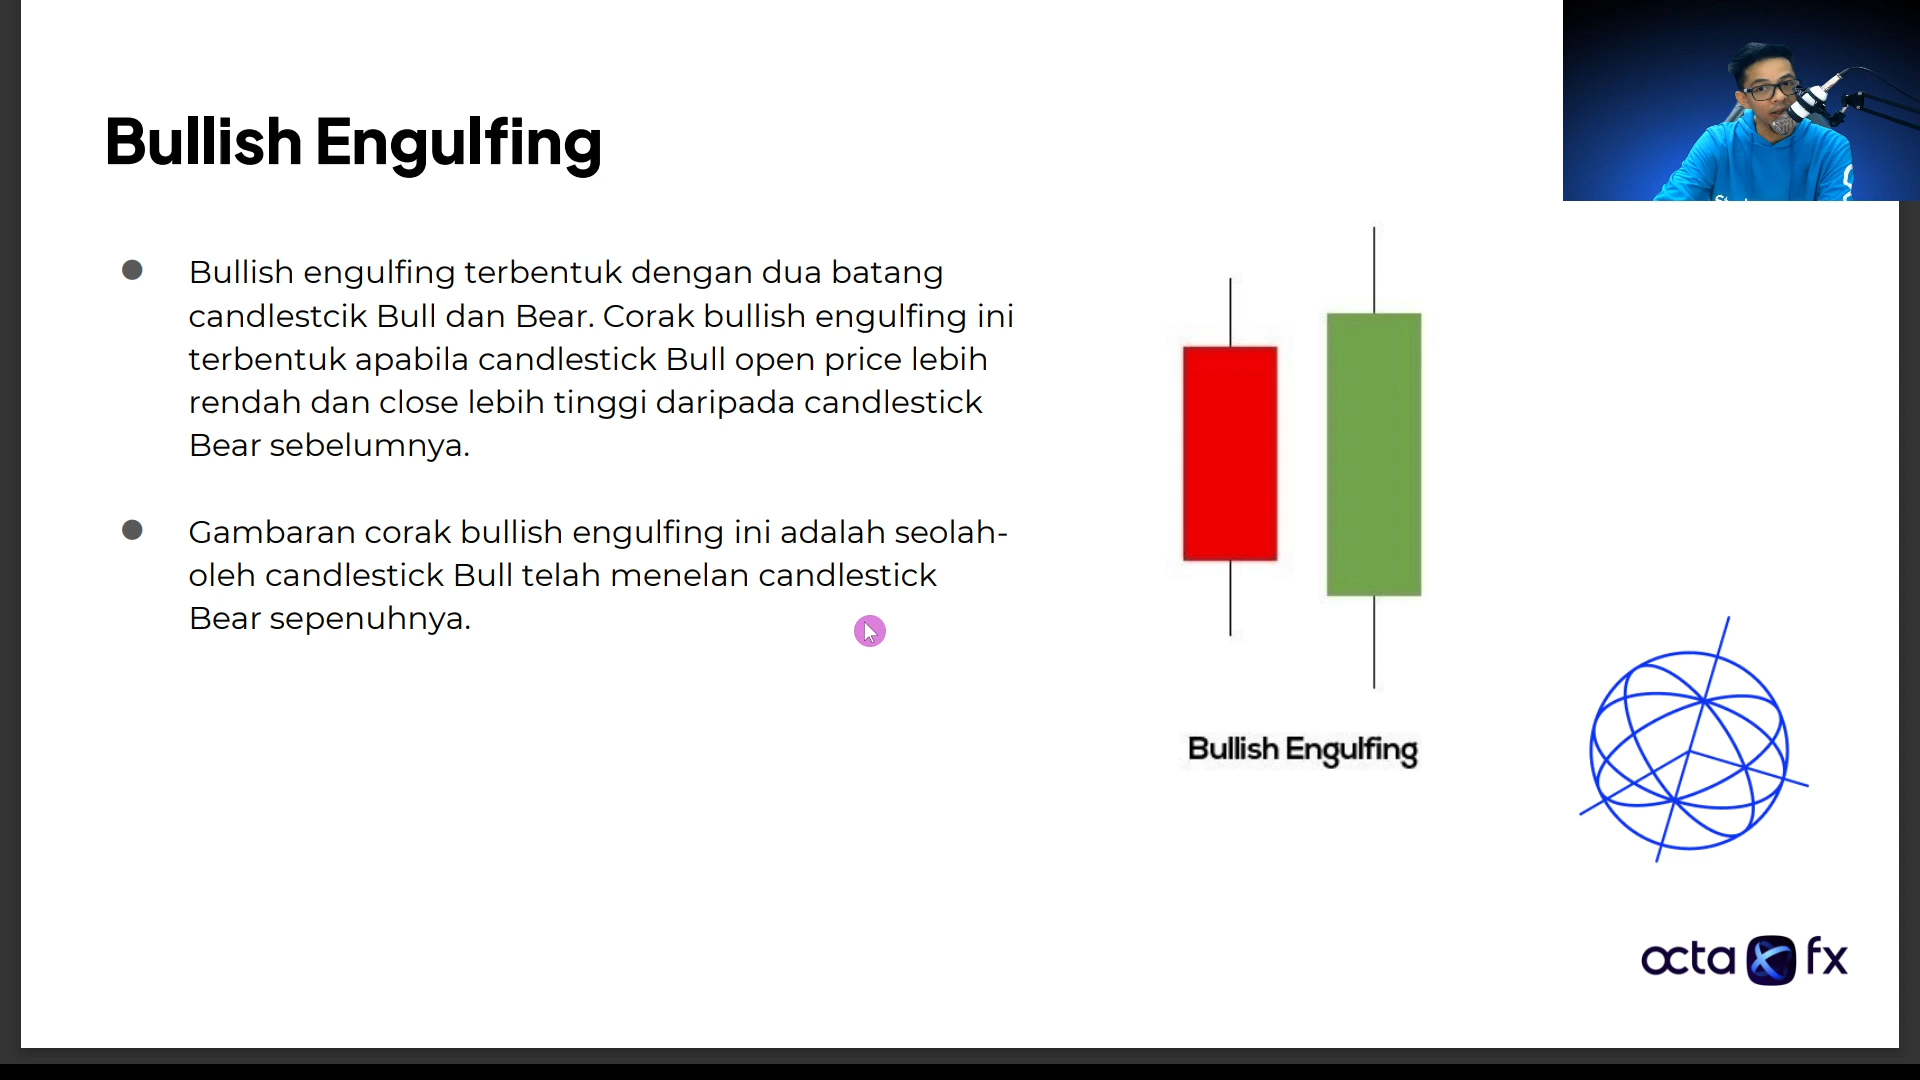 Bullish Engulfing
Bullish engulfing terbentuk dengan dua batang
candlestcik Bull dan Bear. Corak bullish engulfing ini
terbentuk apabila candlestick Bull open price lebih
rendah dan close lebih tinggi daripada candlestick
Bear sebelumnya.
Gambaran corak bullish engulfing ini adalah seolah-
oleh candlestick Bull telah menelan candlestick
Bear sepenuhnya.
Bullish Engulfing
octa fx